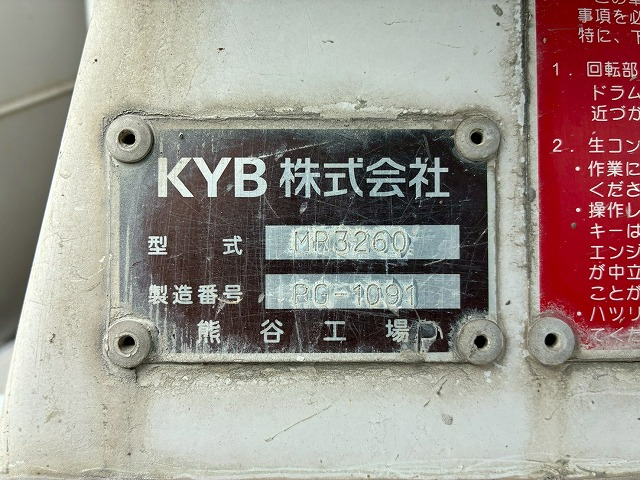 KYB 株式会社
型式 MR3260
製造番号 RG-1091
熊谷工場
事項を必
特に、下
1．回転部
ドラム
近づか
2．生コン
・作業に
くださ
・操作レ
キーは
エンジ
が中立
ことが
・ハツリ